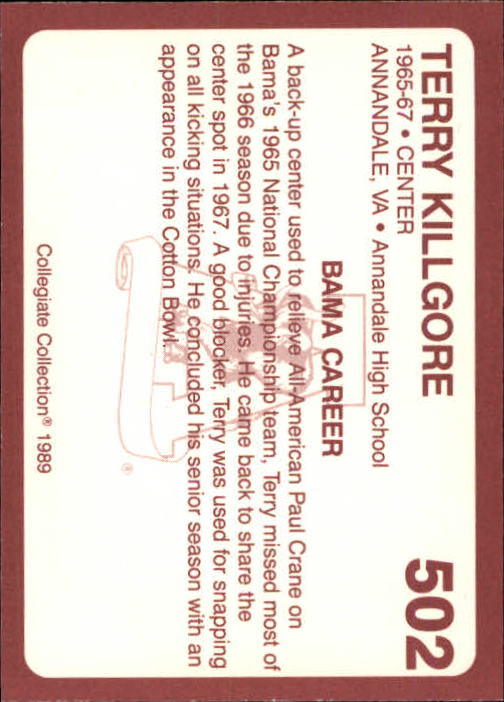 TERRY KILLGORE 502
1965-67 • CENTER
ANNANDALE, VA • Annandale High School
BAMA CAREER
A back-up center used to relieve All-American Paul Crane on
Bama's 1965 National Championship team, Terry missed most of
the 1966 season due to injuries. He came back to share the
center spot in 1967. A good blocker, Terry was used for snapping
on all kicking situations. He concluded his senior season with an
appearance in the Cotton Bowl.
®
Collegiate Collection® 1989